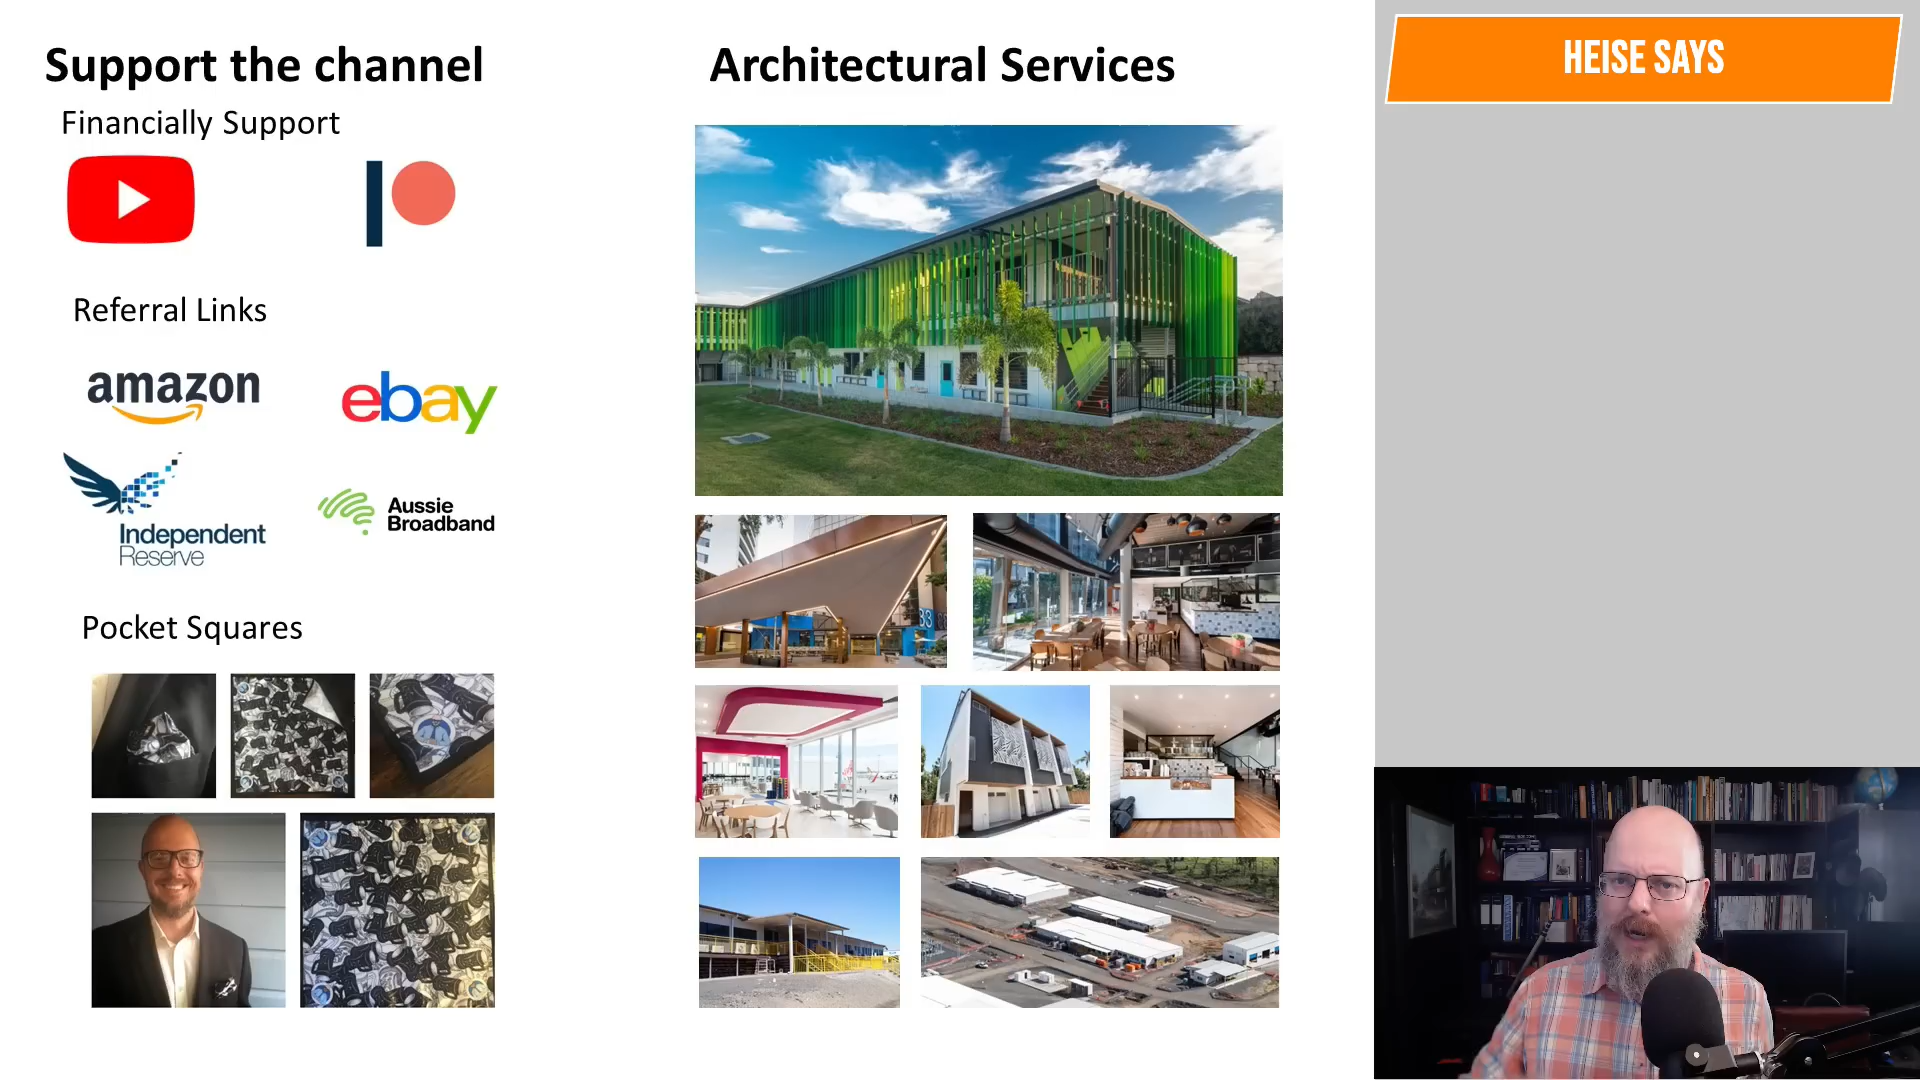 Support the channel
Financially Support
Referral Links
amazon
ebay
Independent
Reserve
Aussie
Broadband
Pocket Squares
Architectural Services
33
HEISE SAYS